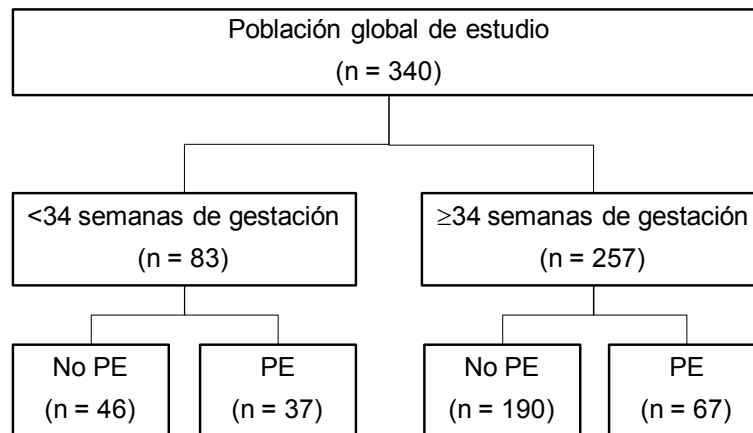 Población global de estudio
(n = 340)
<34 semanas de gestación
(n = 83)
≥34 semanas de gestación
(n = 257)
No PE
(n = 46)
PE
(n = 37)
No PE
(n = 190)
PE
(n = 67)